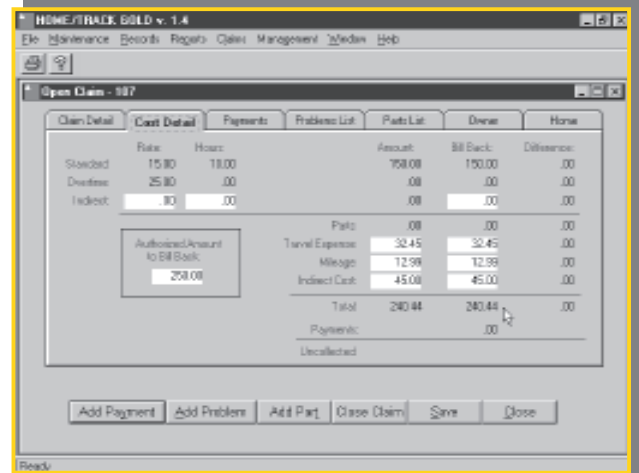 HOME/TRACK GOLD v. 1.4
File Maintenance Records Reports Claims Management Window Help
Open Claim - 107
Claim Detail Cost Detail Payments Problems List Parts List Owner Home
Rate: Hours: Amount: Bill Back: Difference:
Standard: 15.00 10.00 150.00 150.00 .00
Overtime: 25.00 .00 .00 .00 .00
Indirect: .00 .00 .00 .00 .00
Parts: .00 .00 .00
Authorized Amount to Bill Back: 250.00
Travel Expense: 32.45 32.45 .00
Mileage: 12.99 12.99 .00
Indirect Cost: 45.00 45.00 .00
Total: 240.44 240.44 .00
Payments: .00
Uncollected
Add Payment Add Problem Add Part Close Claim Save Close
Ready